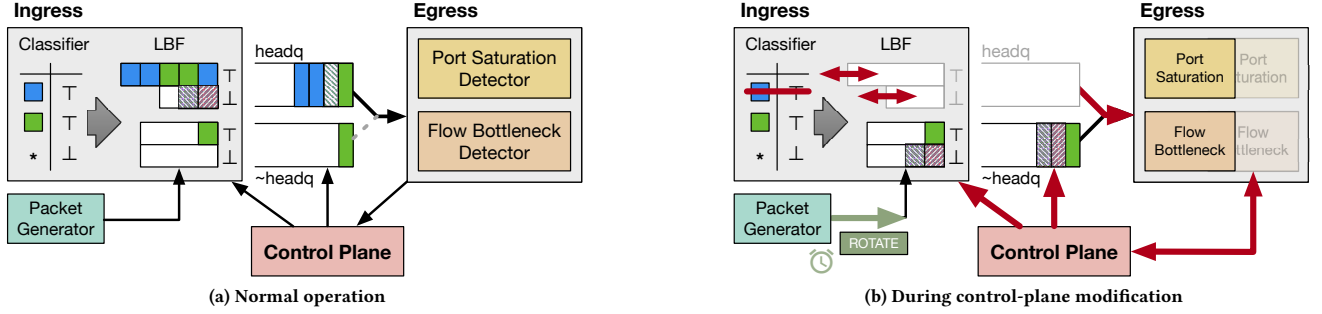 Ingress
Egress
Classifier
LBF
headq
⊤
⊤
⊥
⊤
*
⊥
⊤
⊥
~headq
Port Saturation
Detector
Flow Bottleneck
Detector
Packet
Generator
Control Plane
(a) Normal operation
Ingress
Egress
Classifier
LBF
headq
⊤
⊤
⊥
⊤
*
⊥
⊤
⊥
~headq
Port
Saturation
Port
turation
Flow
Bottleneck
Flow
ttleneck
Packet
Generator
ROTATE
Control Plane
(b) During control-plane modification